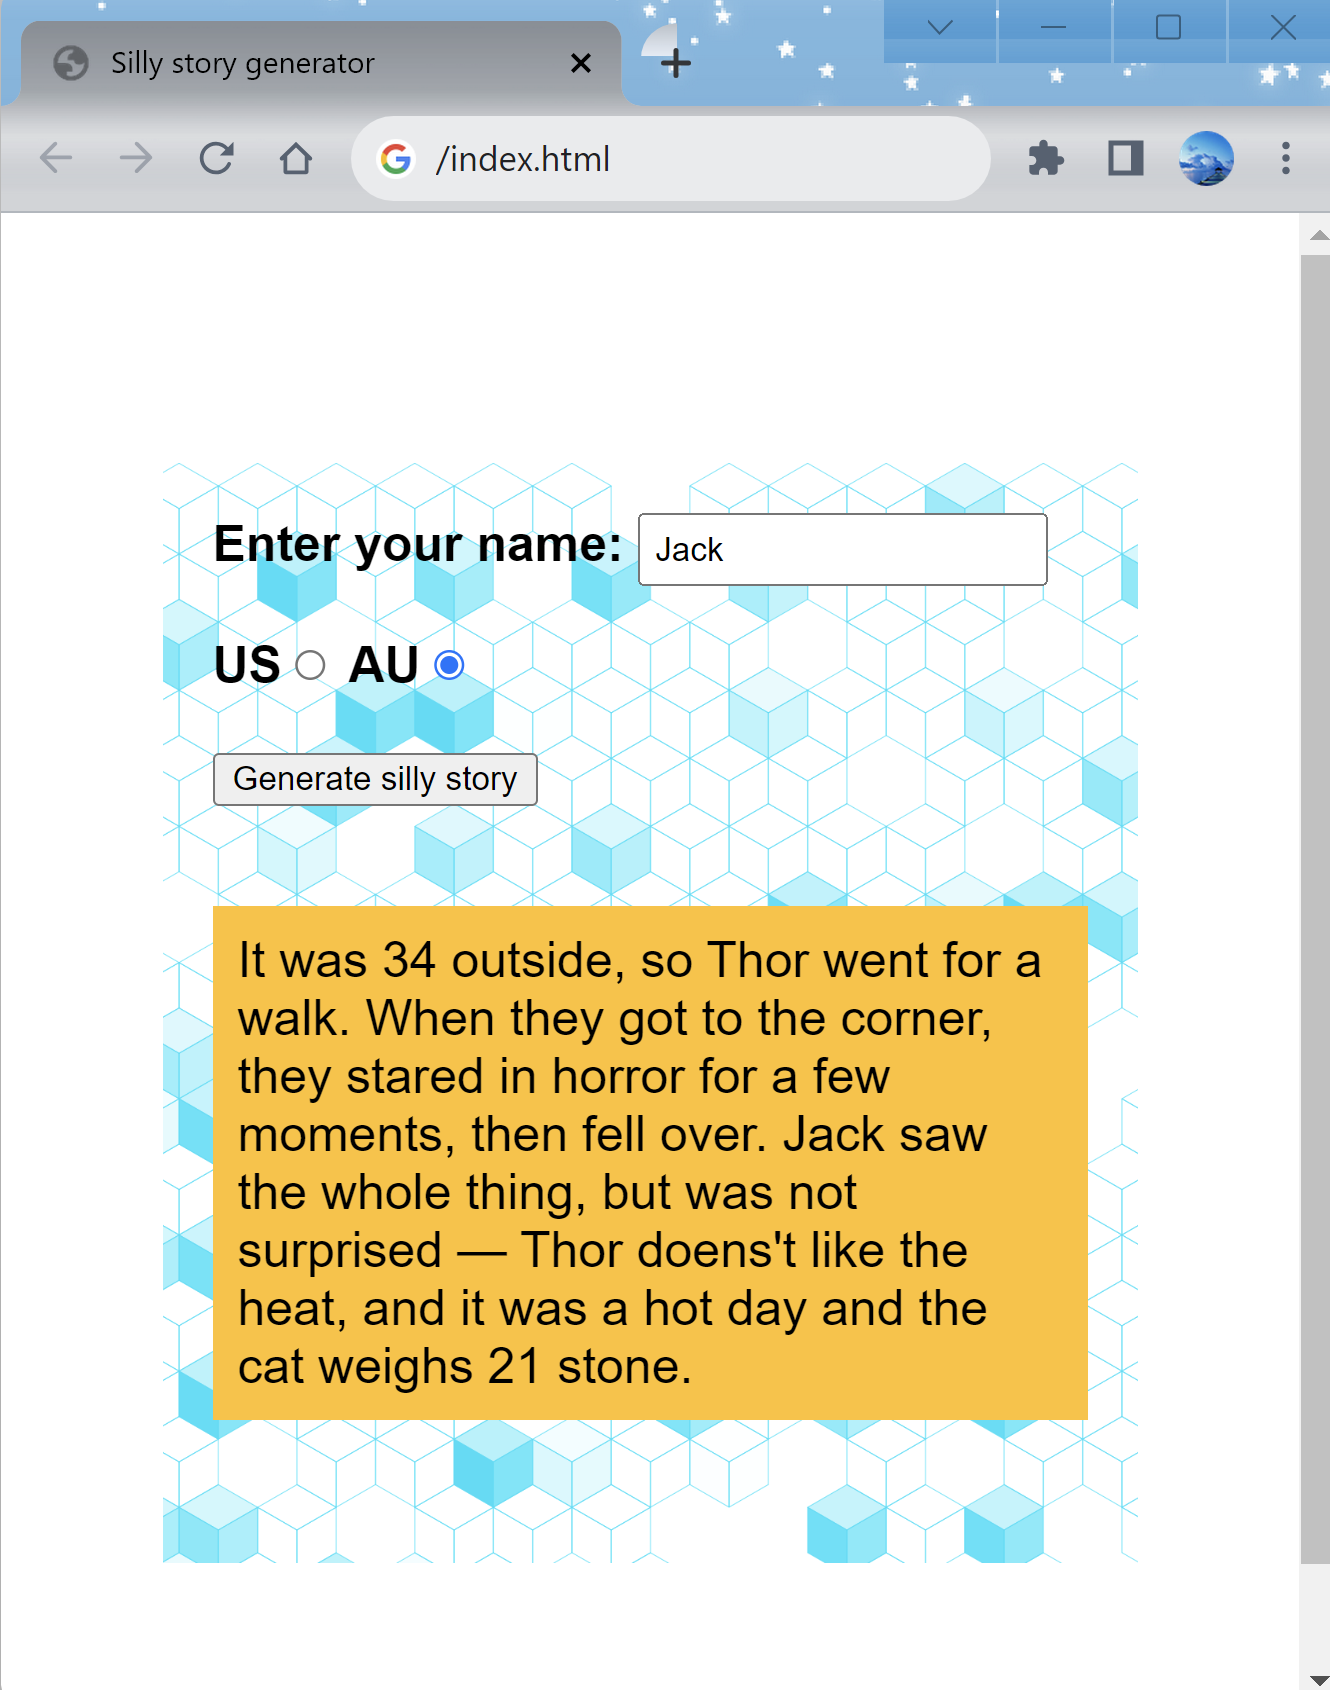 Silly story generator
/index.html
Enter your name: Jack
US AU
Generate silly story
It was 34 outside, so Thor went for a
walk. When they got to the corner,
they stared in horror for a few
moments, then fell over. Jack saw
the whole thing, but was not
surprised — Thor doens't like the
heat, and it was a hot day and the
cat weighs 21 stone.